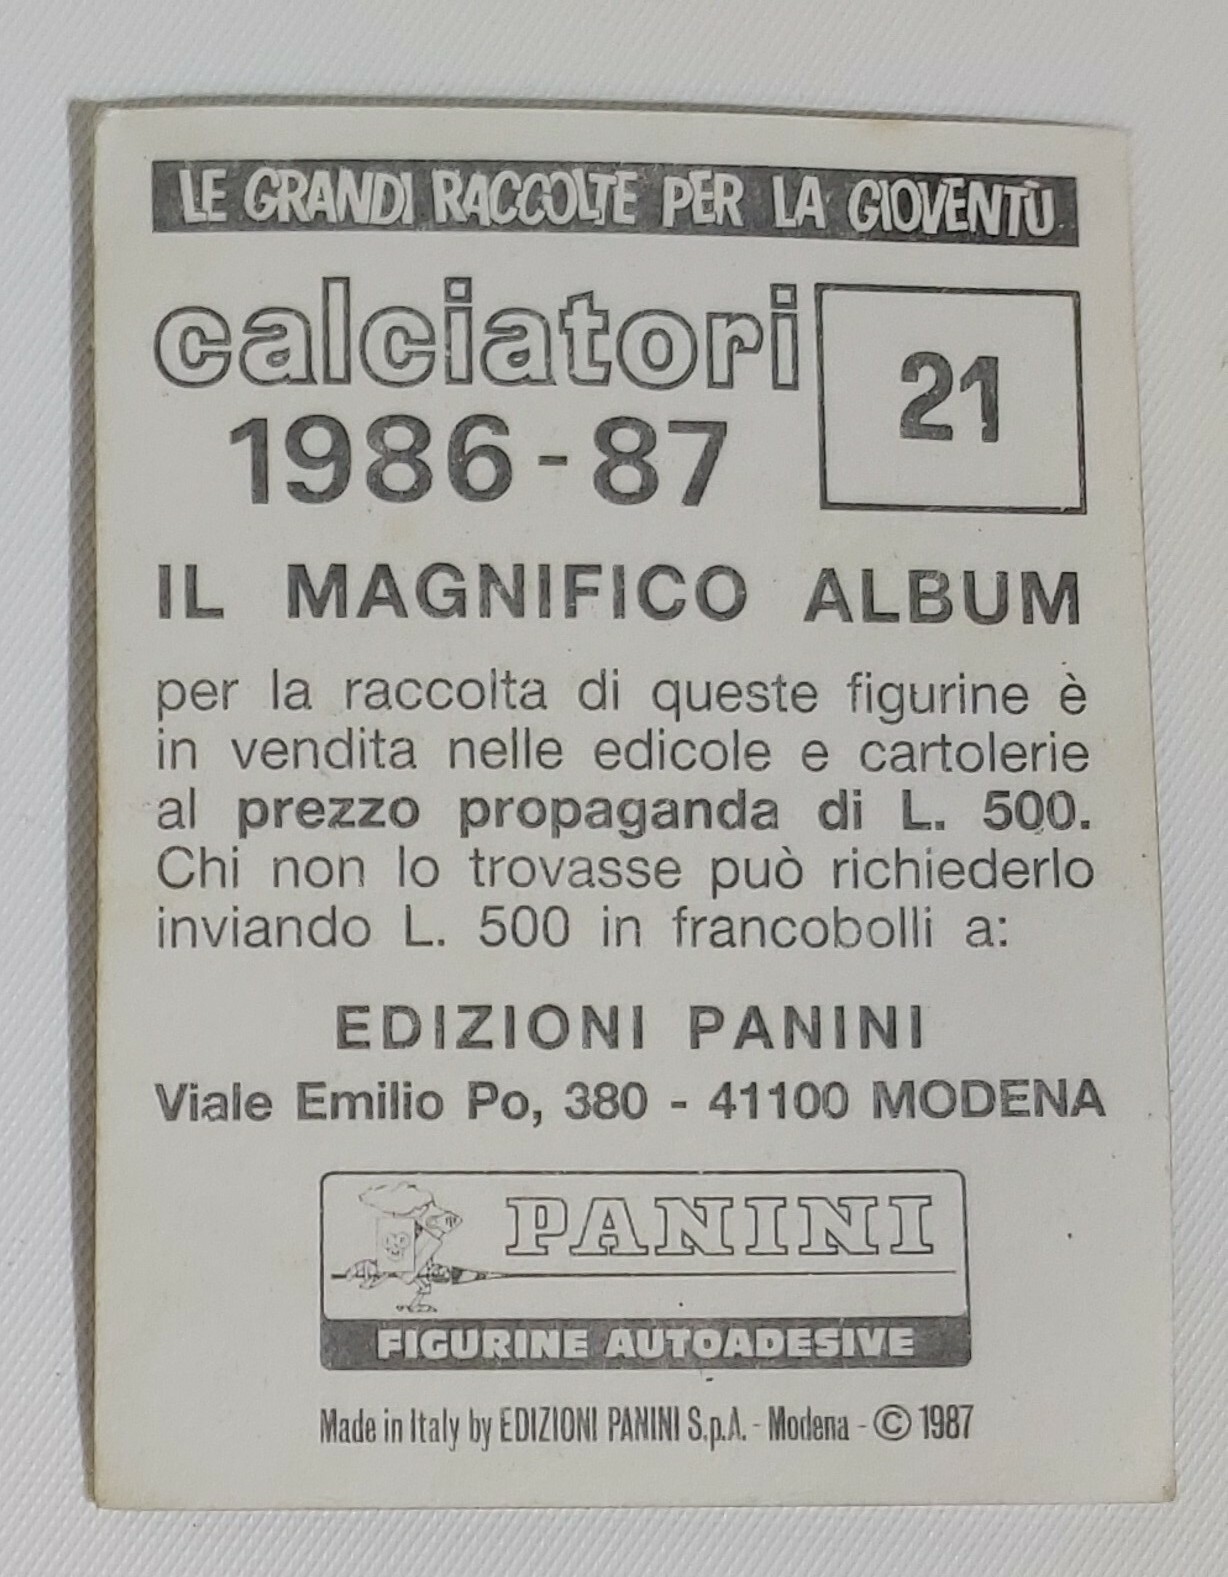 LE GRANDI RACCOLTE PER LA GIOVENTÙ
calciatori
1986-87
21
IL MAGNIFICO ALBUM
per la raccolta di queste figurine è
in vendita nelle edicole e cartolerie
al prezzo propaganda di L. 500.
Chi non lo trovasse può richiederlo
inviando L. 500 in francobolli a:
EDIZIONI PANINI
Viale Emilio Po, 380 - 41100 MODENA
PANINI
FIGURINE AUTOADESIVE
Made in Italy by EDIZIONI PANINI S.p.A. - Modena - © 1987